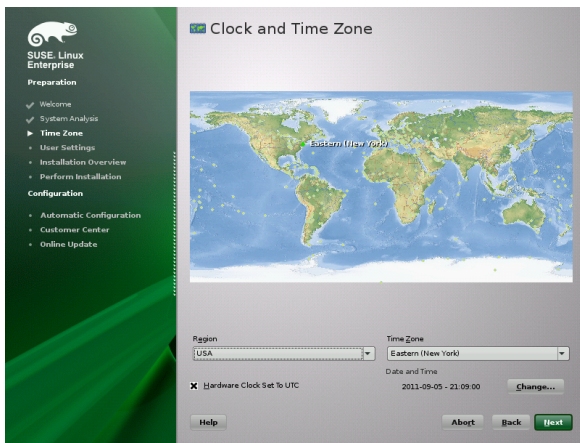 SUSE. Linux
Enterprise
Preparation
Welcome
System Analysis
Time Zone
User Settings
Installation Overview
Perform Installation
Configuration
Automatic Configuration
Customer Center
Online Update
Clock and Time Zone
Eastern (New York)
Region
Time Zone
USA
Eastern (New York)
Date and Time
Hardware Clock Set To UTC
2011-09-05 - 21:09:00
Change...
Help
Abort
Back
Next